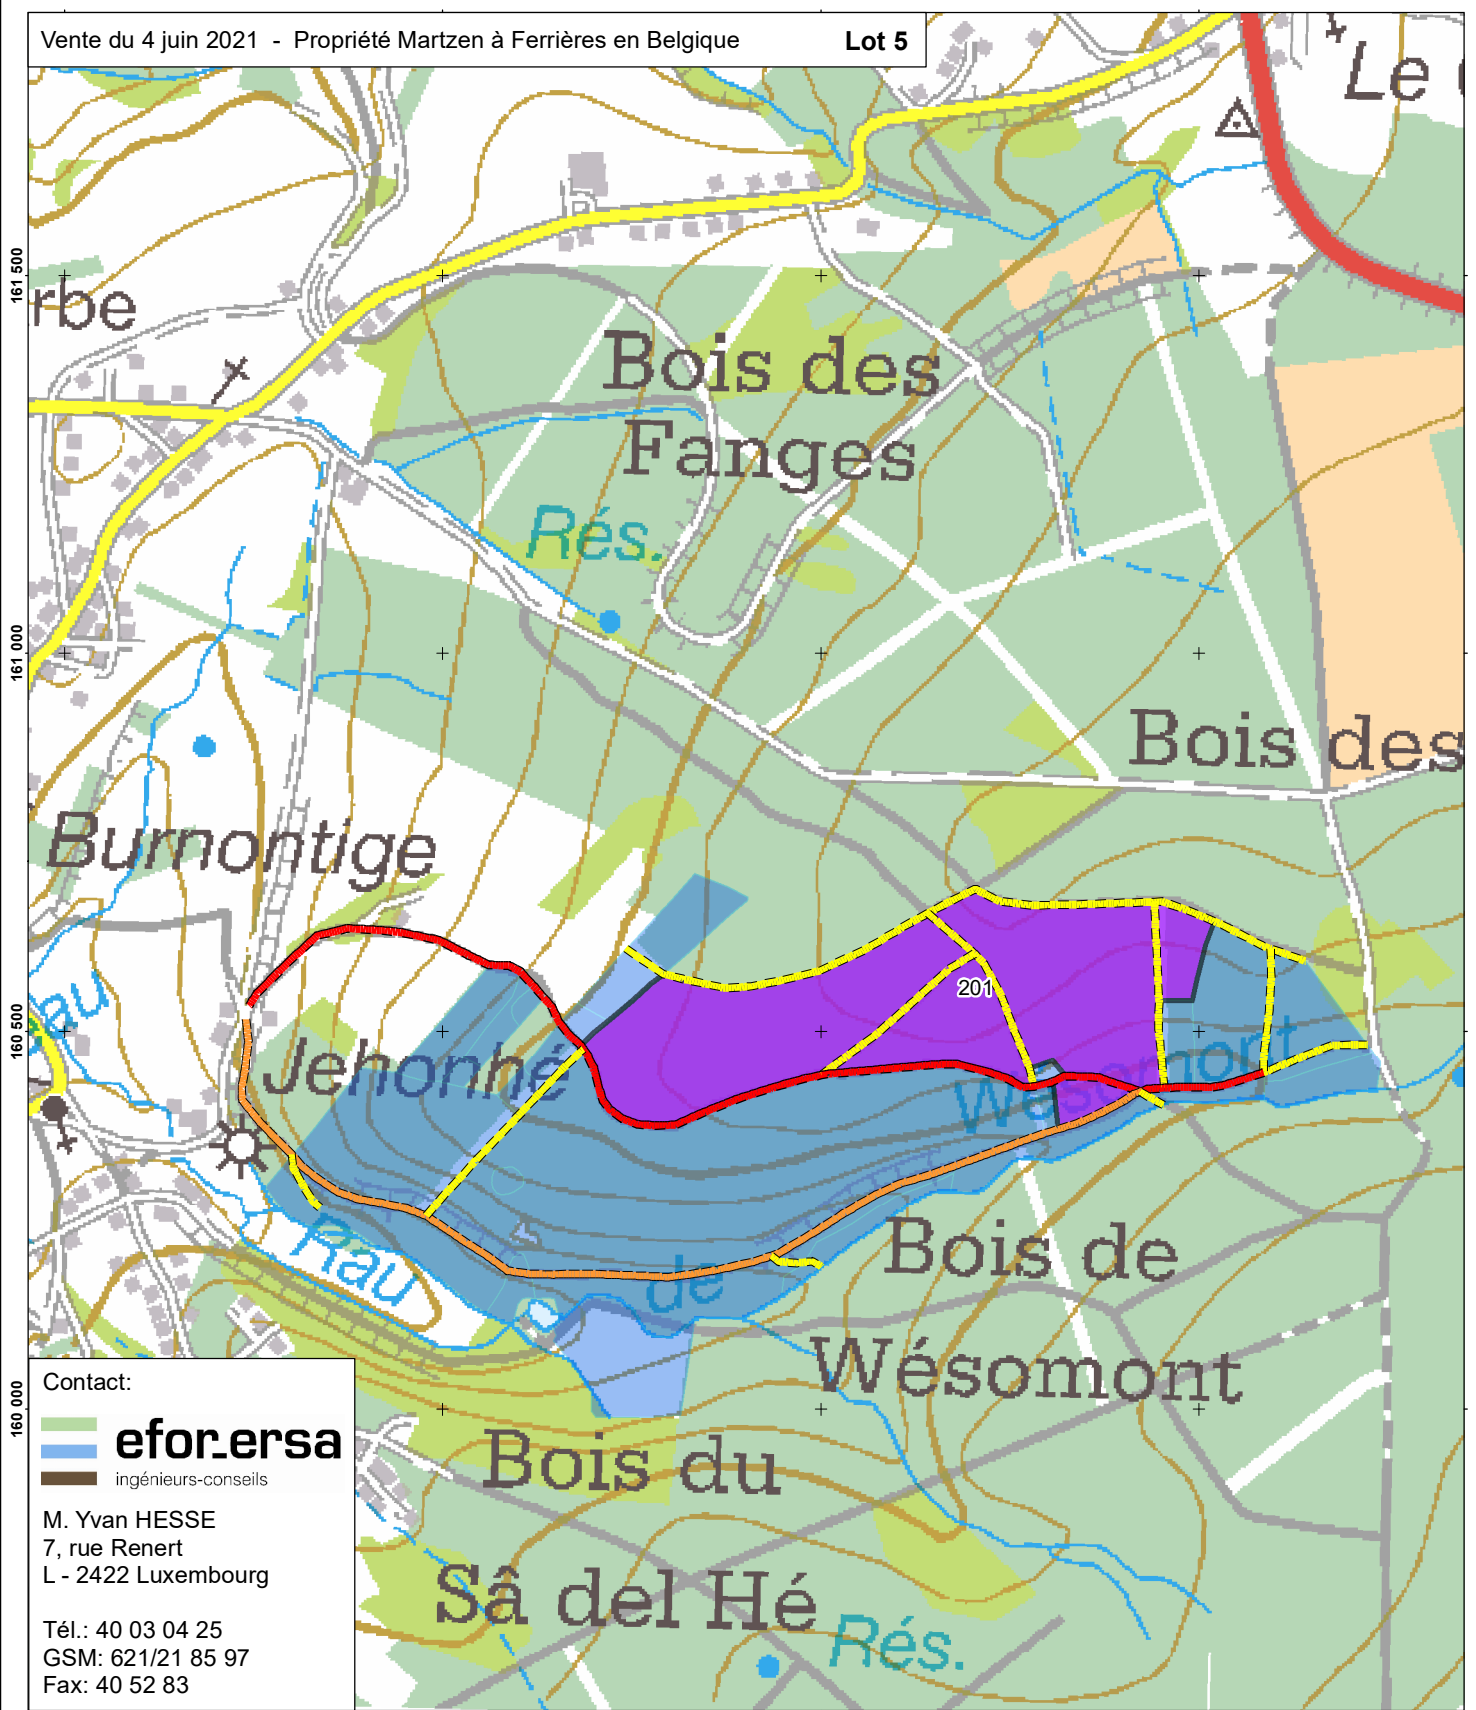 Vente du 4 juin 2021 - Propriété Martzen à Ferrières en Belgique
Lot 5
Le
P
161 500
rbe
Bois des
Fanges
Rés.
161 000
Bois des
Burnontige
201
160 500
Jehonhé
Wésomont
Rau
de
Bois de
Wésomont
160 000
Bois du
Sâ del Hé
Rés.
Contact:
efor_ersa
ingénieurs-conseils
M. Yvan HESSE
7, rue Renert
L - 2422 Luxembourg
Tél.: 40 03 04 25
GSM: 621/21 85 97
Fax: 40 52 83